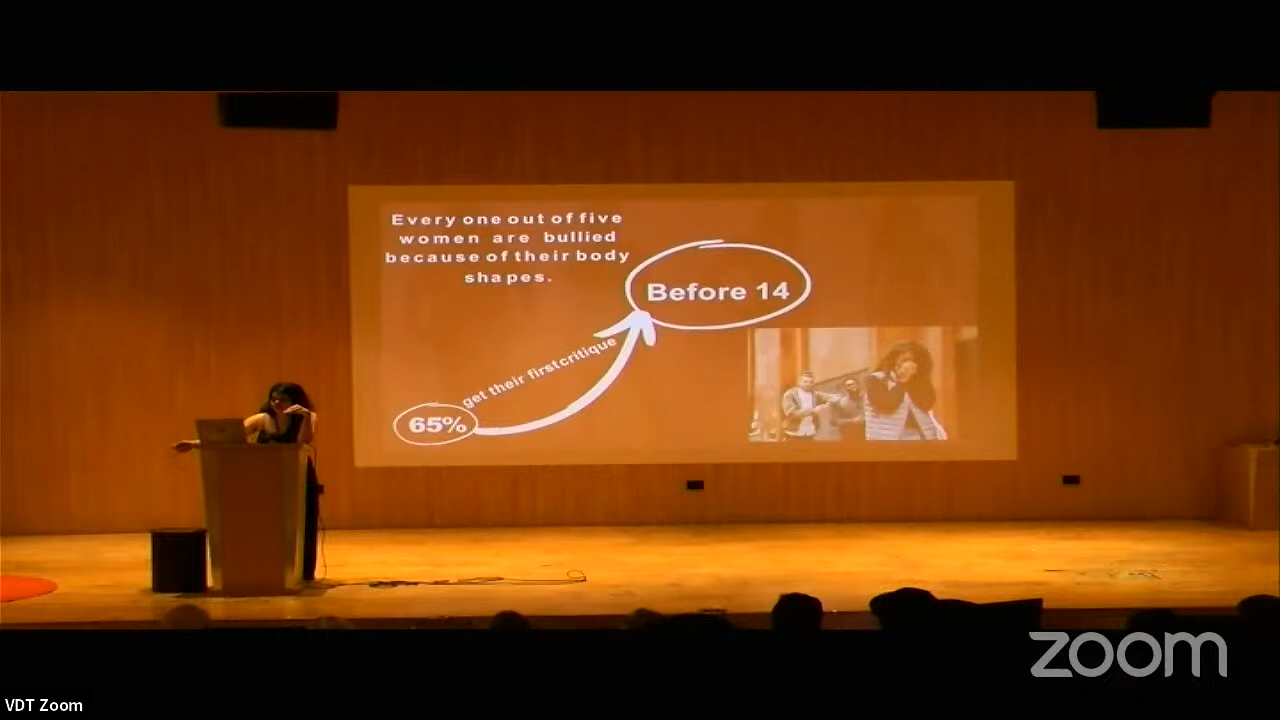 Every one out of five
women are bullied
because of their body
shapes.
Before 14
get their firstcritique
65%
zoom
VDT Zoom